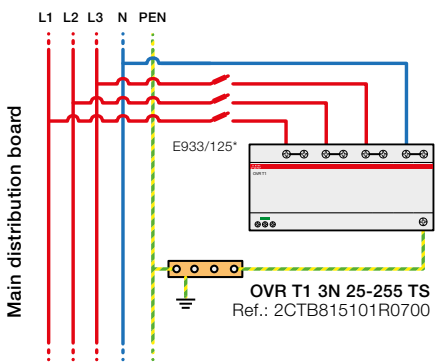 L1 L2 L3 N PEN
Main distribution board
E933/125*
OVR T1
OVR T1 3N 25-255 TS
Ref.: 2CTB815101R0700